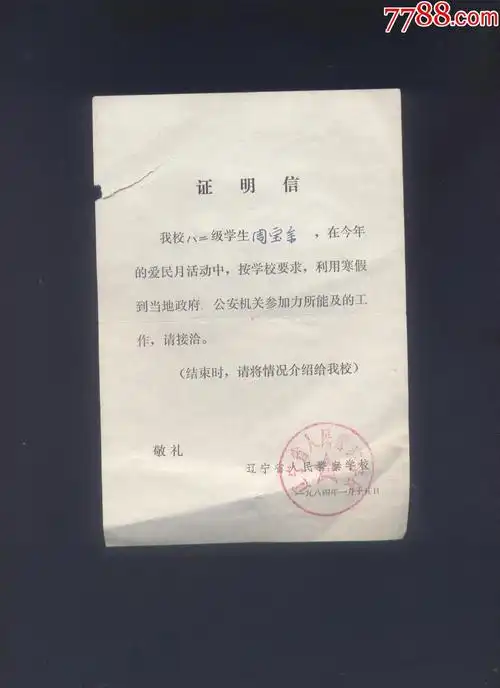 7788.com
证明信
我校八二级学生周宝金，在今年
的爱民月活动中，按学校要求，利用寒假
到当地政府、公安机关参加力所能及的工
作，请接洽。
（结束时，请将情况介绍给我校）
敬礼
辽宁省人民警察学校
一九八四年一月十五日